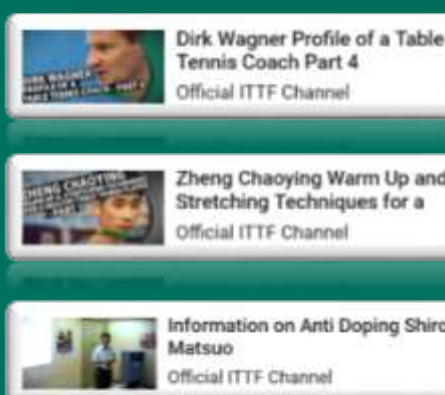 Dirk Wagner Profile of a Table
Tennis Coach Part 4
Official ITTF Channel
Zheng Chaoying Warm Up and
Stretching Techniques for a
Official ITTF Channel
Information on Anti Doping Shiro
Matsuo
Official ITTF Channel